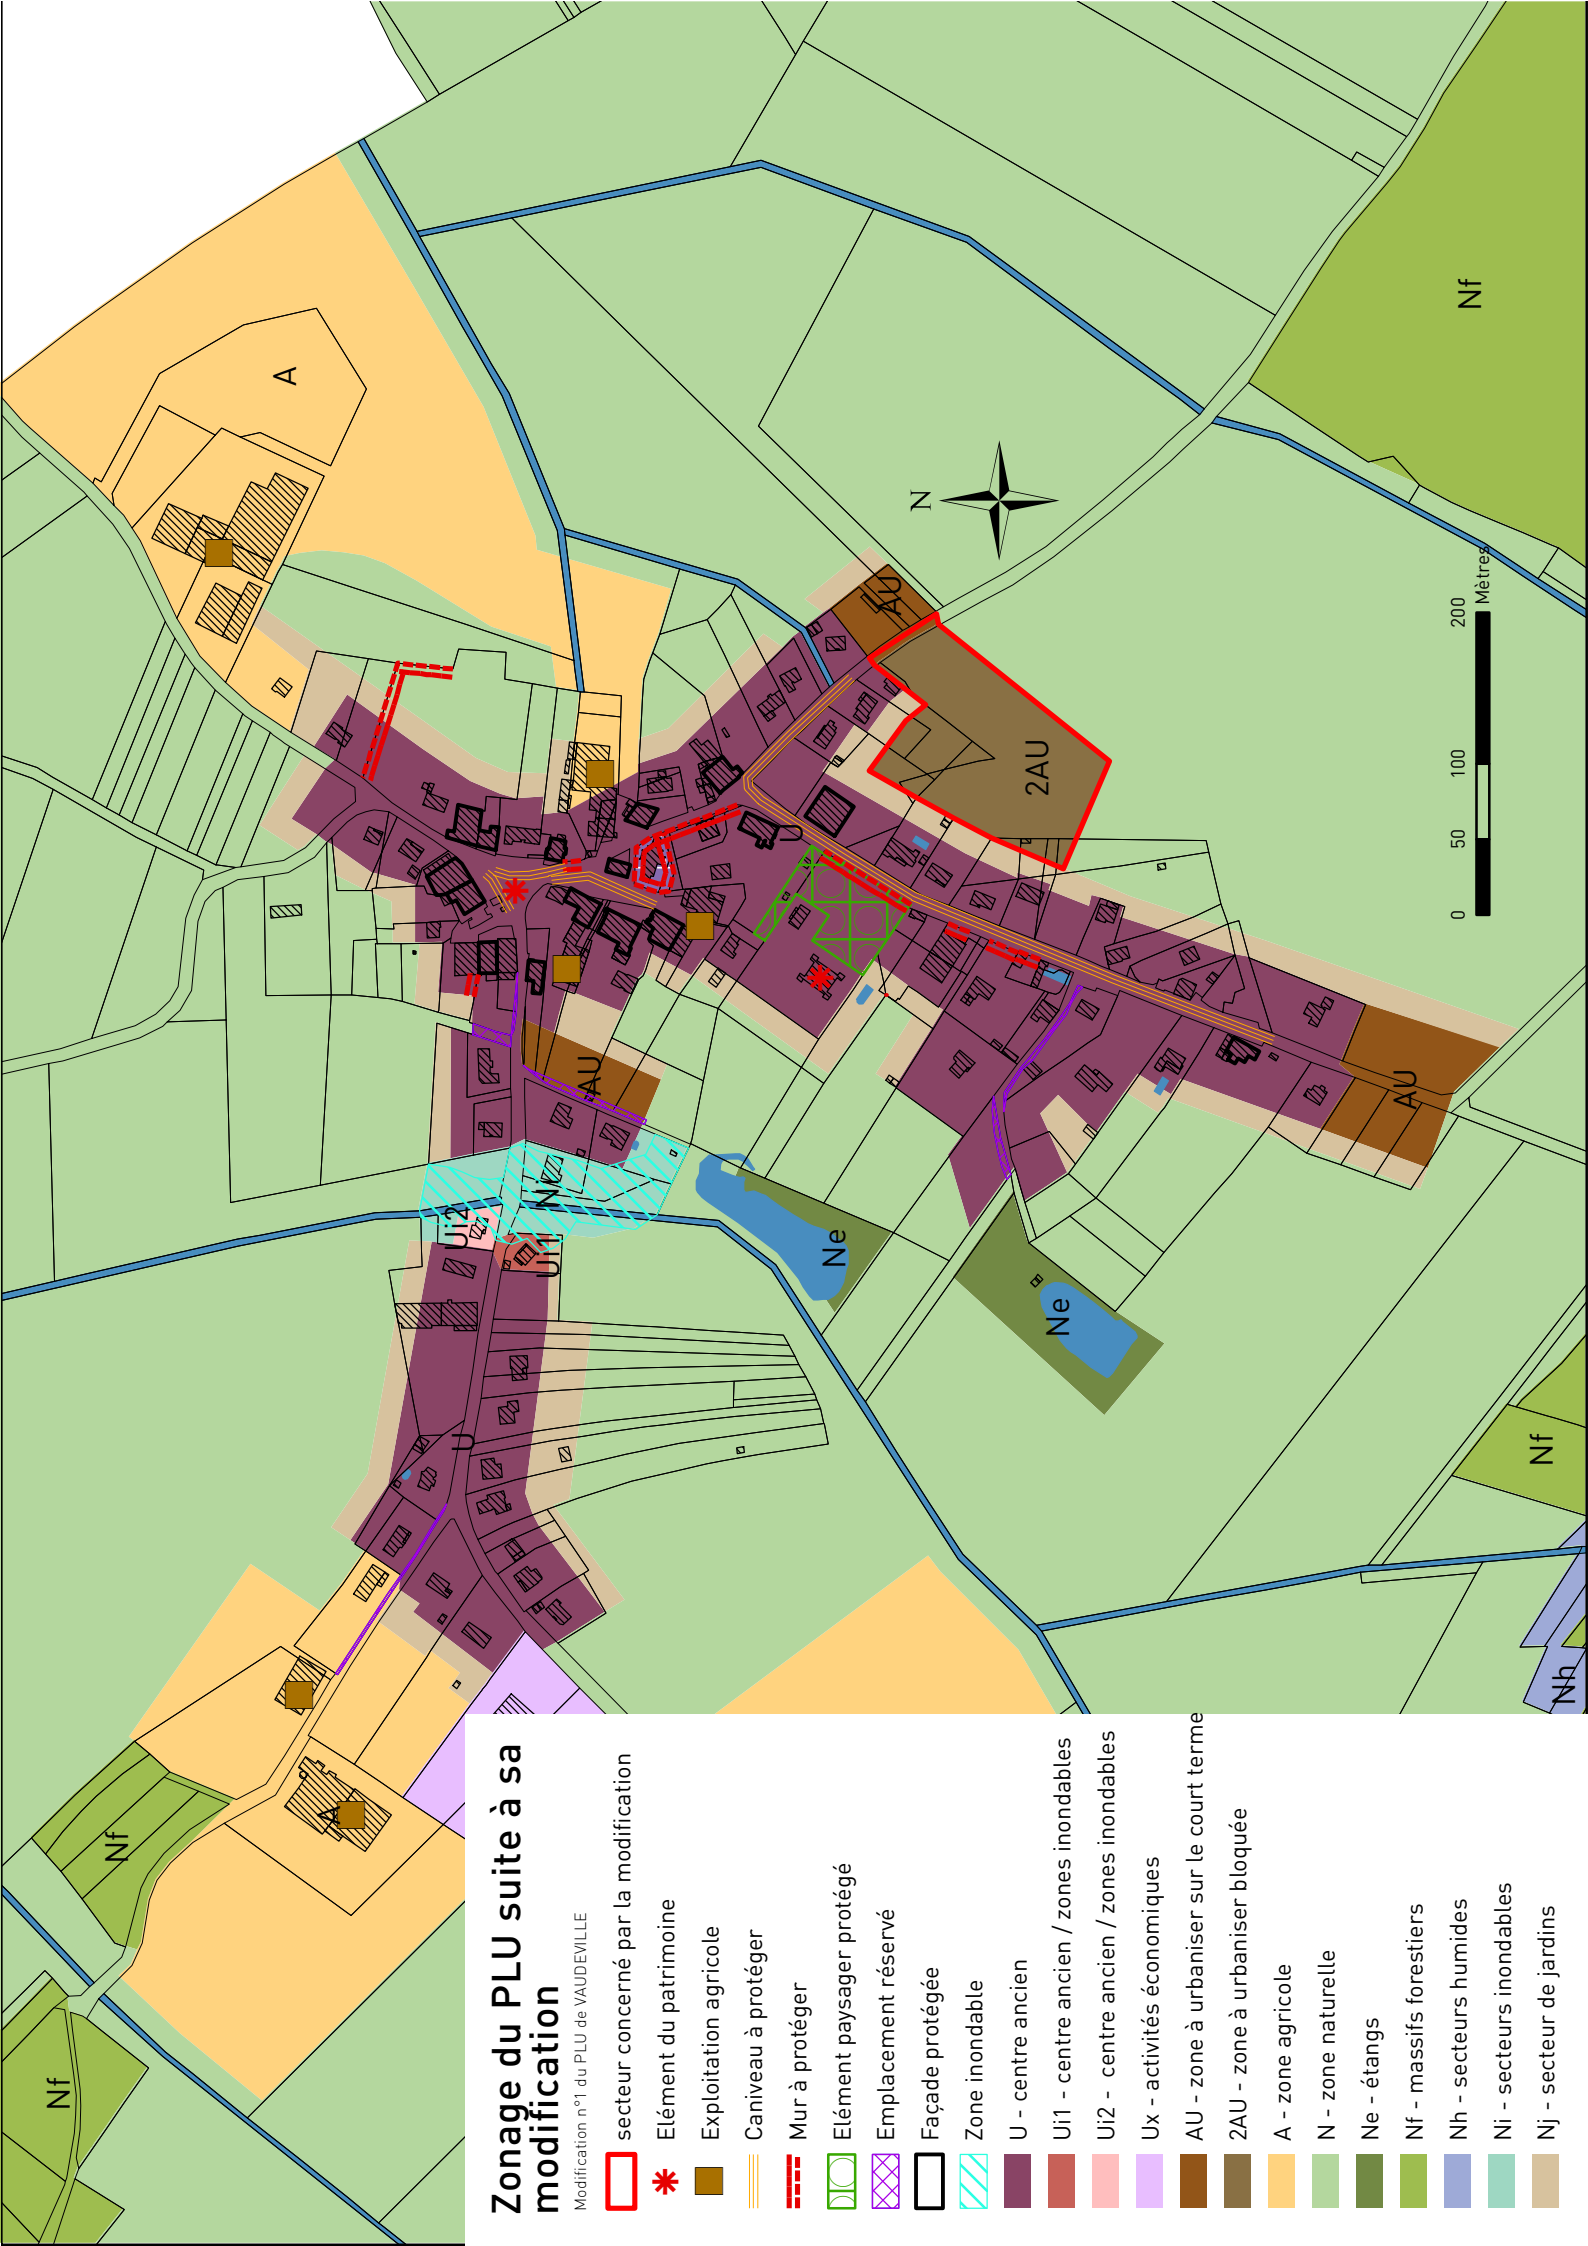 Zonage du PLU suite à sa
modification
Modification n°1 du PLU de VAUDEVILLE
secteur concerné par la modification
Elément du patrimoine
Exploitation agricole
Caniveau à protéger
Mur à protéger
Elément paysager protégé
Emplacement réservé
Façade protégée
Zone inondable
U - centre ancien
Ui1 - centre ancien / zones inondables
Ui2 - centre ancien / zones inondables
Ux - activités économiques
AU - zone à urbaniser sur le court terme
2AU - zone à urbaniser bloquée
A - zone agricole
N - zone naturelle
Ne - étangs
Nf - massifs forestiers
Nh - secteurs humides
Ni - secteurs inondables
Nj - secteur de jardins
Nf
Nf
A
U
Ui2
Ui1
Ni
AU
Ne
Ne
Nf
Nh
AU
U
2AU
AU
A
Nf
N
0 50 100 200
Mètres